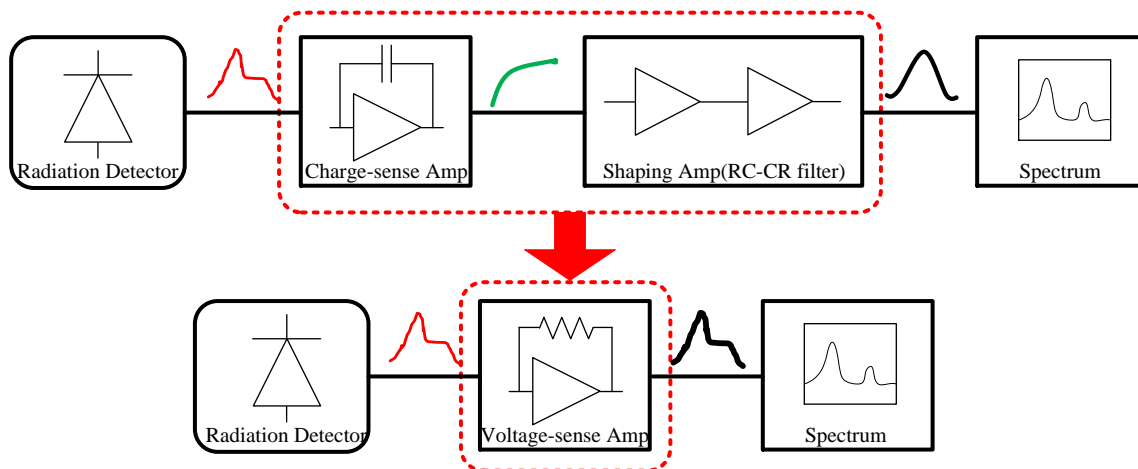 Radiation Detector
Charge-sense Amp
Shaping Amp(RC-CR filter)
Spectrum
Radiation Detector
Voltage-sense Amp
Spectrum